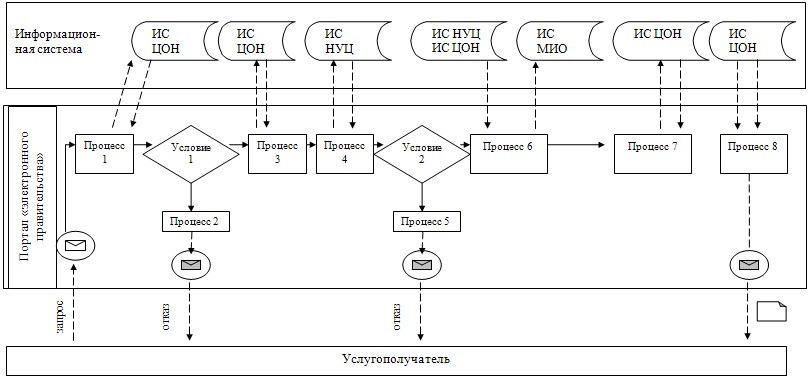 Информацион-
ная система
ИС
ЦОН
ИС
ЦОН
ИС
НУЦ
ИС НУЦ
ИС ЦОН
ИС
МИО
ИС ЦОН
ИС
ЦОН
Портал «электронного
правительства»
Процесс
1
Условие
1
Процесс
3
Процесс
4
Условие
2
Процесс 6
Процесс 7
Процесс 8
Процесс 2
Процесс 5
запрос
отказ
отказ
Услугополучатель